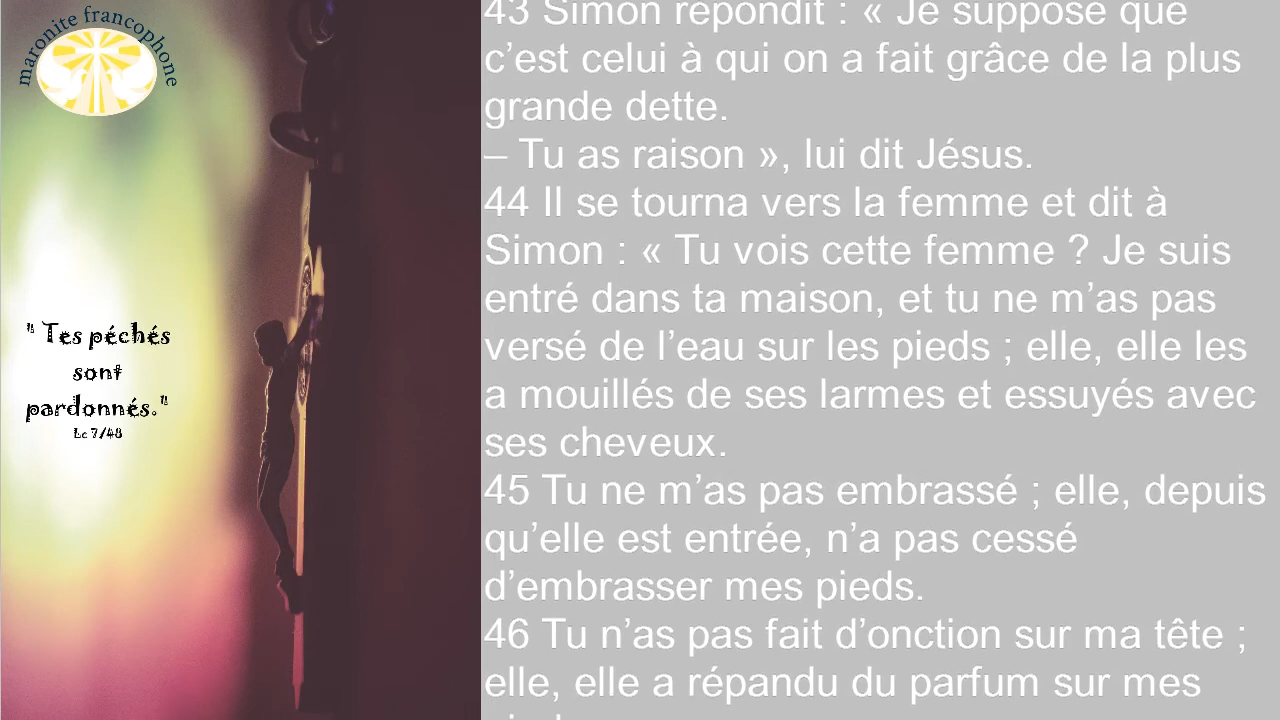 maronite francophone
" Tes péchés
sont
pardonnés."
Lc 7/48
43 Simon répondit : « Je suppose que
c’est celui à qui on a fait grâce de la plus
grande dette.
– Tu as raison », lui dit Jésus.
44 Il se tourna vers la femme et dit à
Simon : « Tu vois cette femme ? Je suis
entré dans ta maison, et tu ne m’as pas
versé de l’eau sur les pieds ; elle, elle les
a mouillés de ses larmes et essuyés avec
ses cheveux.
45 Tu ne m’as pas embrassé ; elle, depuis
qu’elle est entrée, n’a pas cessé
d’embrasser mes pieds.
46 Tu n’as pas fait d’onction sur ma tête ;
elle, elle a répandu du parfum sur mes